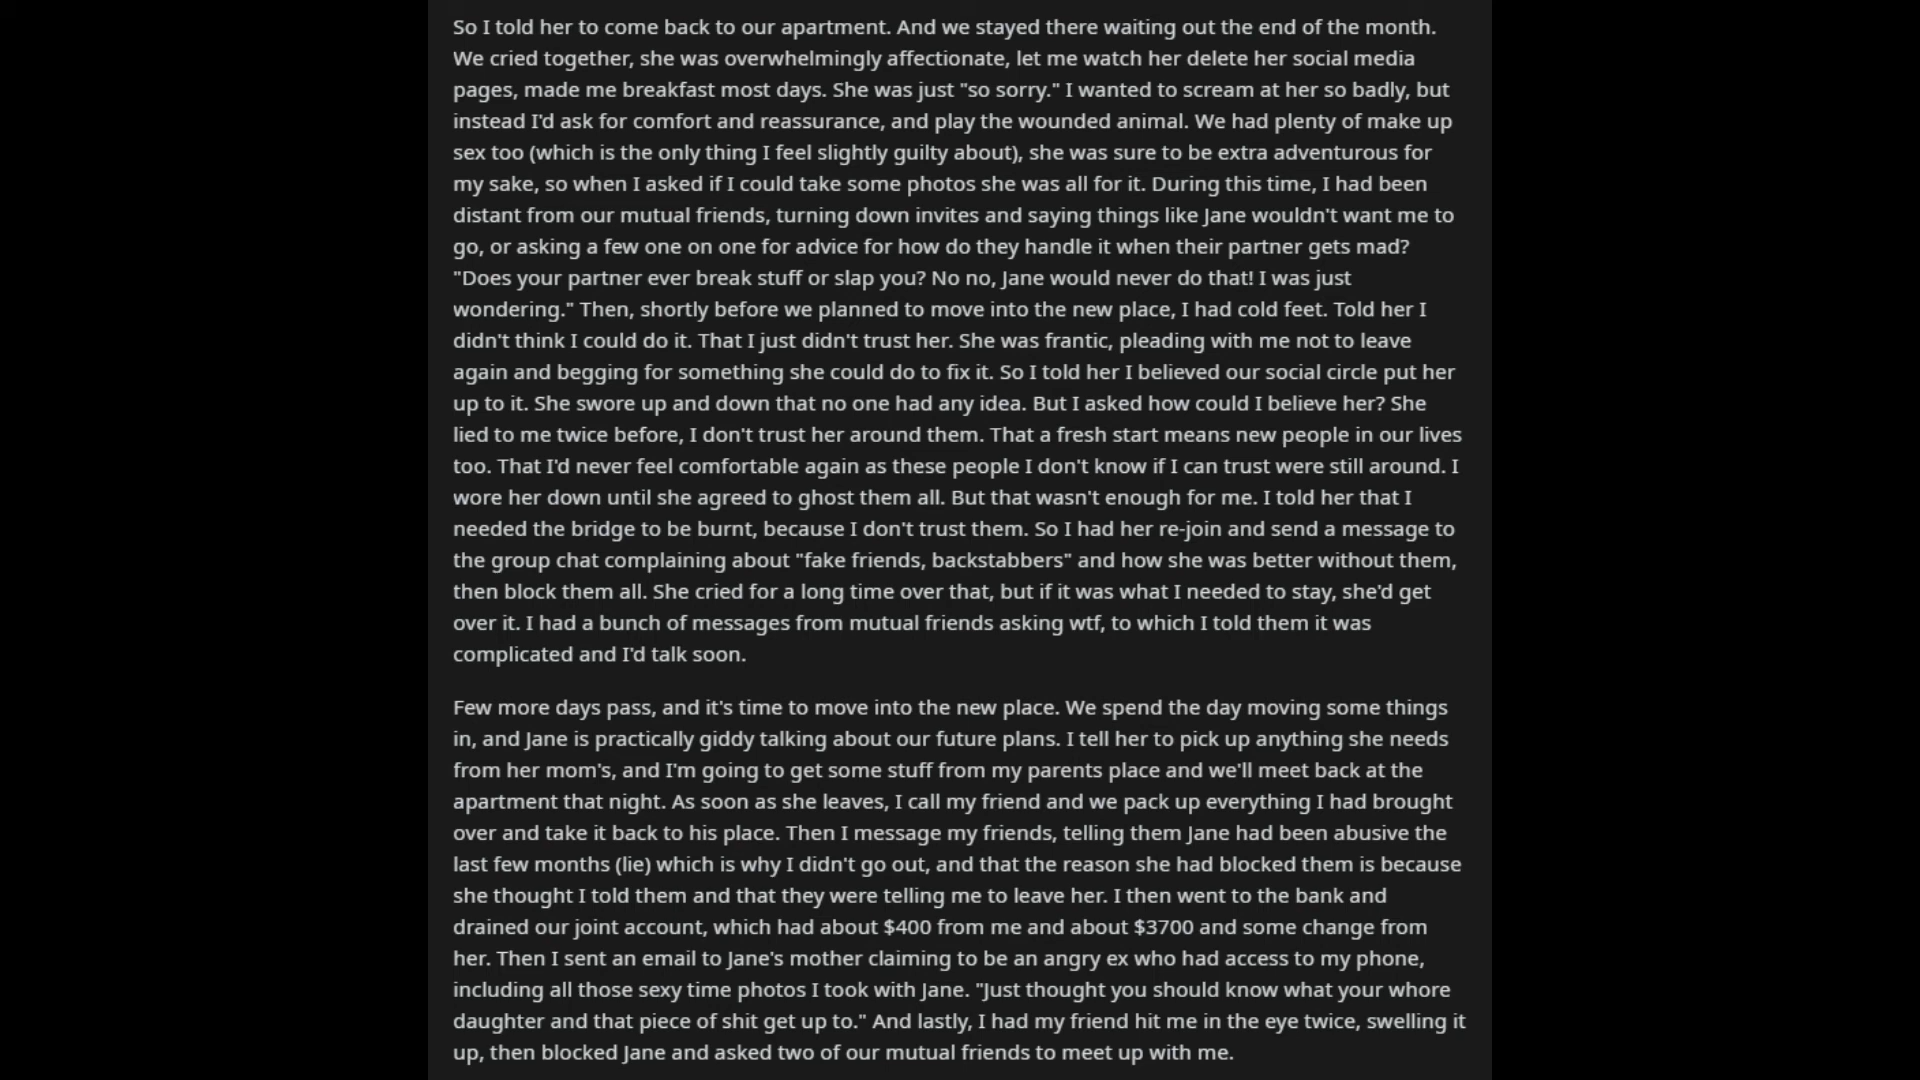 So I told her to come back to our apartment. And we stayed there waiting out the end of the month.
We cried together, she was overwhelmingly affectionate, let me watch her delete her social media
pages, made me breakfast most days. She was just "so sorry." I wanted to scream at her so badly, but
instead I'd ask for comfort and reassurance, and play the wounded animal. We had plenty of make up
sex too (which is the only thing I feel slightly guilty about), she was sure to be extra adventurous for
my sake, so when I asked if I could take some photos she was all for it. During this time, I had been
distant from our mutual friends, turning down invites and saying things like Jane wouldn't want me to
go, or asking a few one on one for advice for how do they handle it when their partner gets mad?
"Does your partner ever break stuff or slap you? No no, Jane would never do that! I was just
wondering." Then, shortly before we planned to move into the new place, I had cold feet. Told her I
didn't think I could do it. That I just didn't trust her. She was frantic, pleading with me not to leave
again and begging for something she could do to fix it. So I told her I believed our social circle put her
up to it. She swore up and down that no one had any idea. But I asked how could I believe her? She
lied to me twice before, I don't trust her around them. That a fresh start means new people in our lives
too. That I'd never feel comfortable again as these people I don't know if I can trust were still around. I
wore her down until she agreed to ghost them all. But that wasn't enough for me. I told her that I
needed the bridge to be burnt, because I don't trust them. So I had her re-join and send a message to
the group chat complaining about "fake friends, backstabbers" and how she was better without them,
then block them all. She cried for a long time over that, but if it was what I needed to stay, she'd get
over it. I had a bunch of messages from mutual friends asking wtf, to which I told them it was
complicated and I'd talk soon.
Few more days pass, and it's time to move into the new place. We spend the day moving some things
in, and Jane is practically giddy talking about our future plans. I tell her to pick up anything she needs
from her mom's, and I'm going to get some stuff from my parents place and we'll meet back at the
apartment that night. As soon as she leaves, I call my friend and we pack up everything I had brought
over and take it back to his place. Then I message my friends, telling them Jane had been abusive the
last few months (lie) which is why I didn't go out, and that the reason she had blocked them is because
she thought I told them and that they were telling me to leave her. I then went to the bank and
drained our joint account, which had about $400 from me and about $3700 and some change from
her. Then I sent an email to Jane's mother claiming to be an angry ex who had access to my phone,
including all those sexy time photos I took with Jane. "Just thought you should know what your whore
daughter and that piece of shit get up to." And lastly, I had my friend hit me in the eye twice, swelling it
up, then blocked Jane and asked two of our mutual friends to meet up with me.